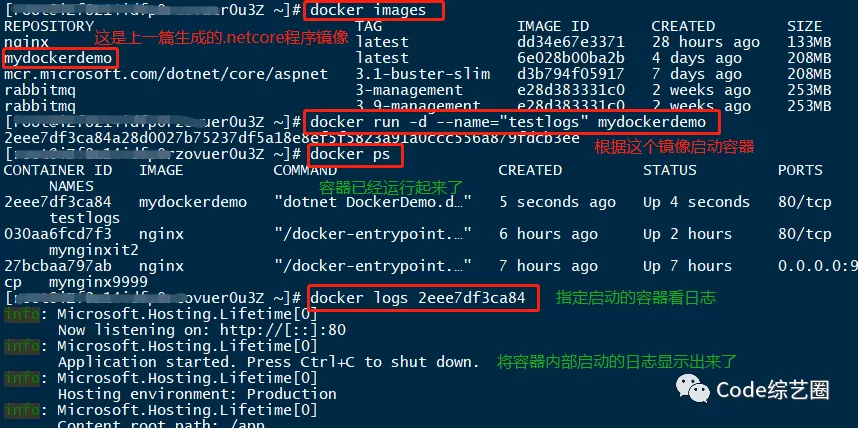 docker images
REPOSITORY TAG IMAGE ID CREATED SIZE
这是上一篇生成的.netcore程序镜像
nginx latest dd34e67e3371 28 hours ago 133MB
mydockerdemo latest 6e028b00ba2b 4 days ago 208MB
mcr.microsoft.com/dotnet/core/aspnet 3.1-buster-slim d3b794f05917 7 days ago 208MB
rabbitmq 3-management e28d383331c0 2 weeks ago 253MB
rabbitmq 3.9-management e28d383331c0 2 weeks ago 253MB
~]# docker run -d --name="testlogs" mydockerdemo
2eee7df3ca84a28d0027b75237df5a18e8ef5f5823a91a0ccc556a879fdcb3ee
根据这个镜像启动容器
~]# docker ps
CONTAINER ID IMAGE COMMAND CREATED STATUS PORTS
NAMES
容器已经运行起来了
2eee7df3ca84 mydockerdemo "dotnet DockerDemo.d…" 5 seconds ago Up 4 seconds 80/tcp
testlogs
030aa6fcd7f3 nginx "/docker-entrypoint.…" 6 hours ago Up 6 hours 80/tcp
mynginxit2
27bcbaa797ab nginx "/docker-entrypoint.…" 7 hours ago Up 7 hours 0.0.0.0:9
cp mynginx9999
~]# docker logs 2eee7df3ca84 指定启动的容器看日志
info: Microsoft.Hosting.Lifetime[0]
Now listening on: http://[::]:80
info: Microsoft.Hosting.Lifetime[0]
Application started. Press Ctrl+C to shut down. 将容器内部启动的日志显示出来了
info: Microsoft.Hosting.Lifetime[0]
Hosting environment: Production
info: Microsoft.Hosting.Lifetime[0]
Content root path: /app
Code综艺圈